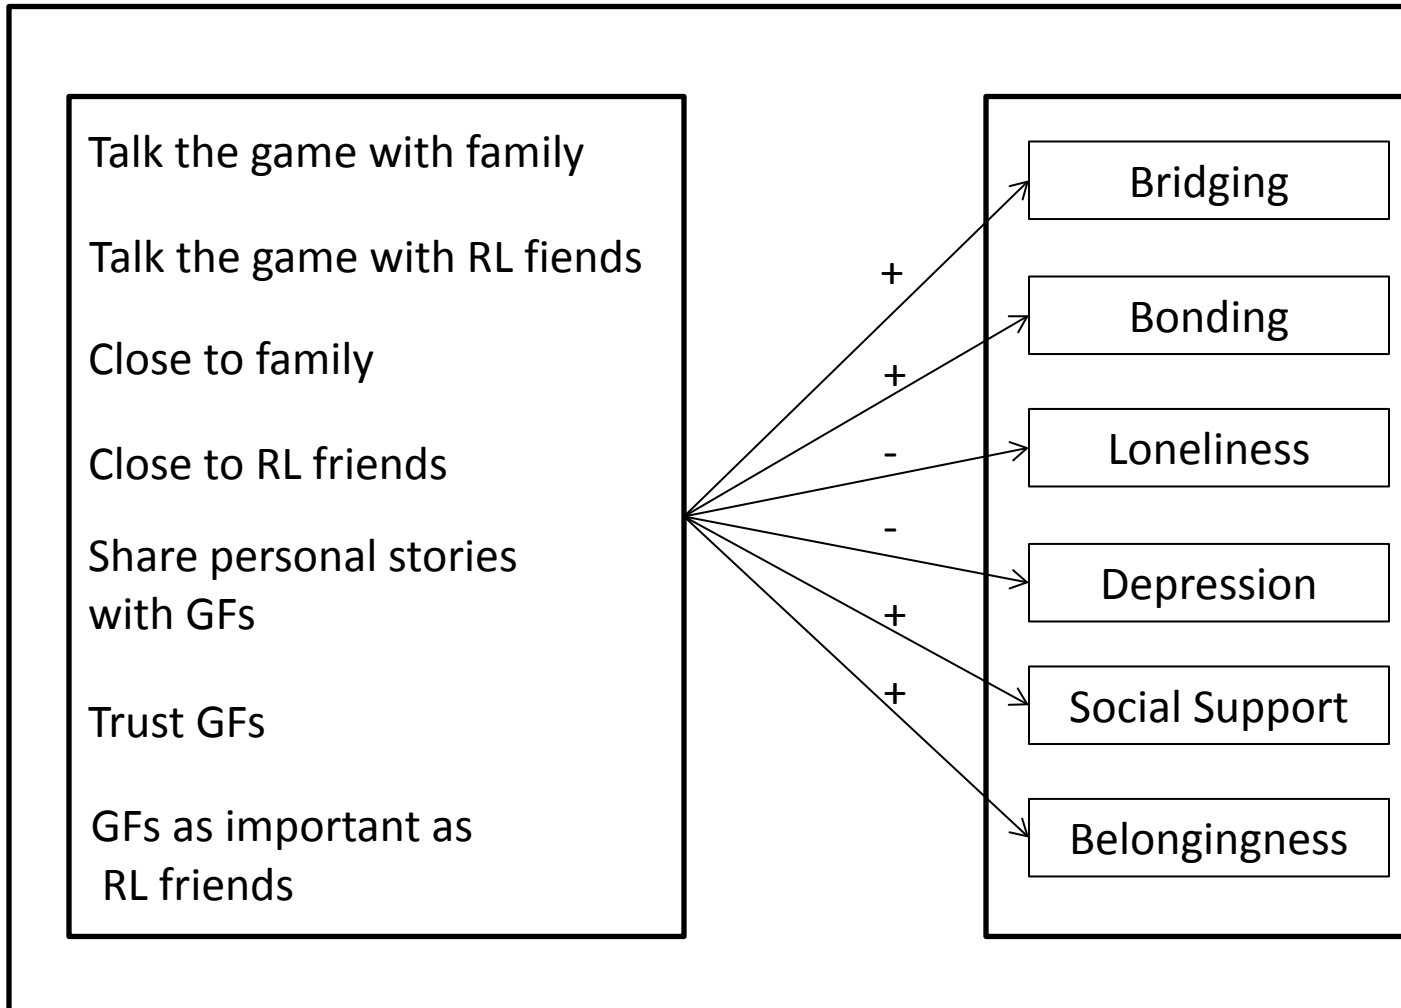 Talk the game with family
Talk the game with RL fiends
Close to family
Close to RL friends
Share personal stories
with GFs
Trust GFs
GFs as important as
RL friends
+
+
-
-
+
+
Bridging
Bonding
Loneliness
Depression
Social Support
Belongingness